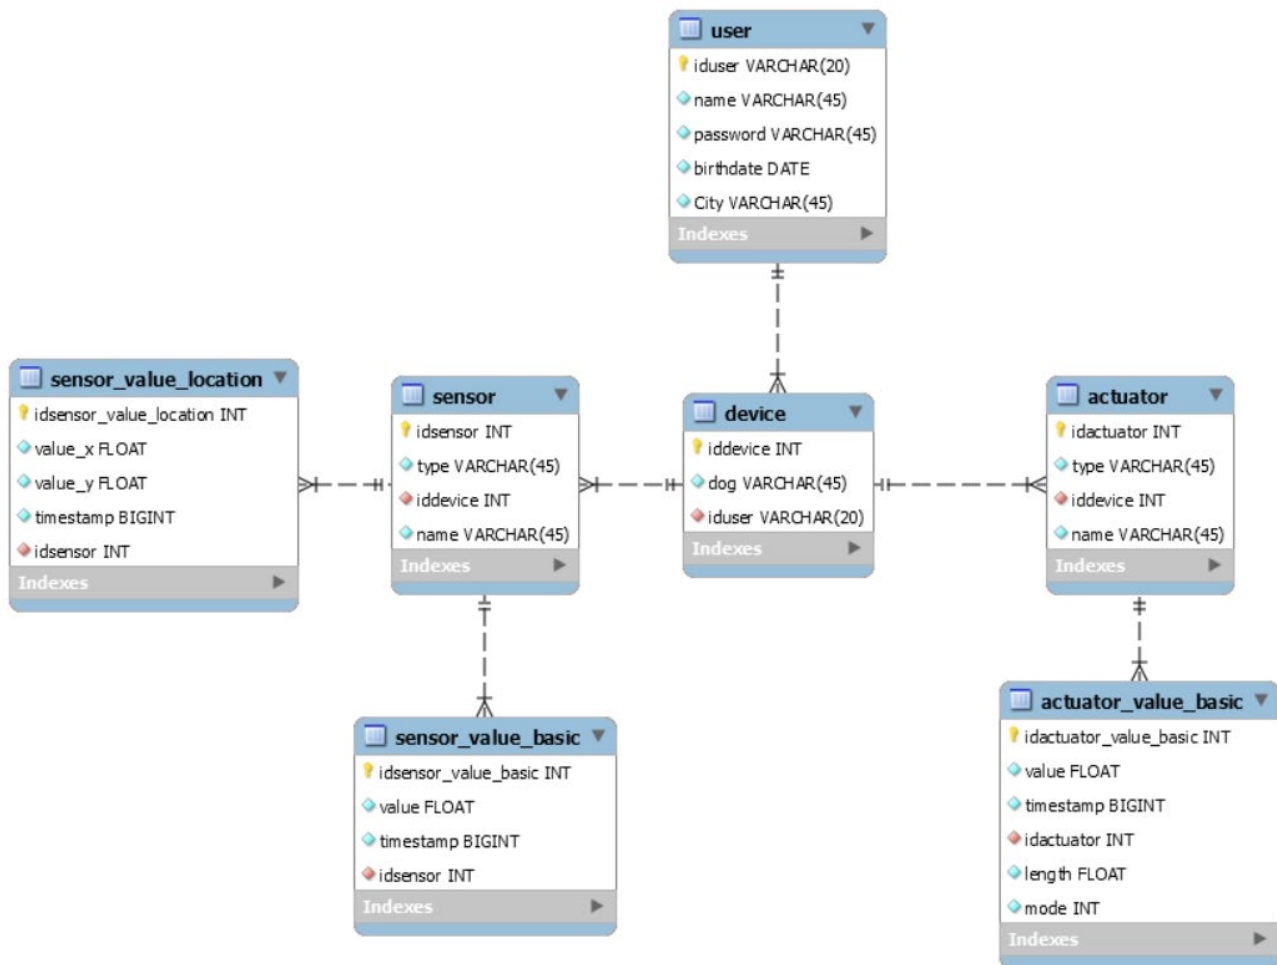 user
iduser VARCHAR(20)
name VARCHAR(45)
password VARCHAR(45)
birthdate DATE
City VARCHAR(45)
Indexes
sensor_value_location
idsensor_value_location INT
value_x FLOAT
value_y FLOAT
timestamp BIGINT
idsensor INT
Indexes
sensor
idsensor INT
type VARCHAR(45)
iddevice INT
name VARCHAR(45)
Indexes
device
iddevice INT
dog VARCHAR(45)
iduser VARCHAR(20)
Indexes
actuator
idactuator INT
type VARCHAR(45)
iddevice INT
name VARCHAR(45)
Indexes
sensor_value_basic
idsensor_value_basic INT
value FLOAT
timestamp BIGINT
idsensor INT
Indexes
actuator_value_basic
idactuator_value_basic INT
value FLOAT
timestamp BIGINT
idactuator INT
length FLOAT
mode INT
Indexes